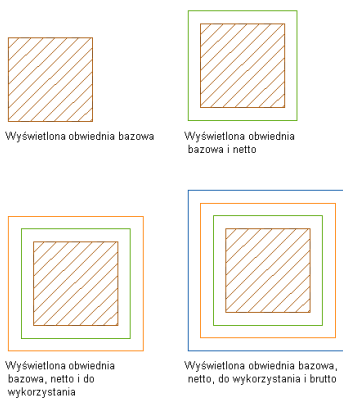 Wyświetlona obwiednia bazowa
Wyświetlona obwiednia
bazowa i netto
Wyświetlona obwiednia
bazowa, netto i do
wykorzystania
Wyświetlona obwiednia bazowa,
netto, do wykorzystania i brutto